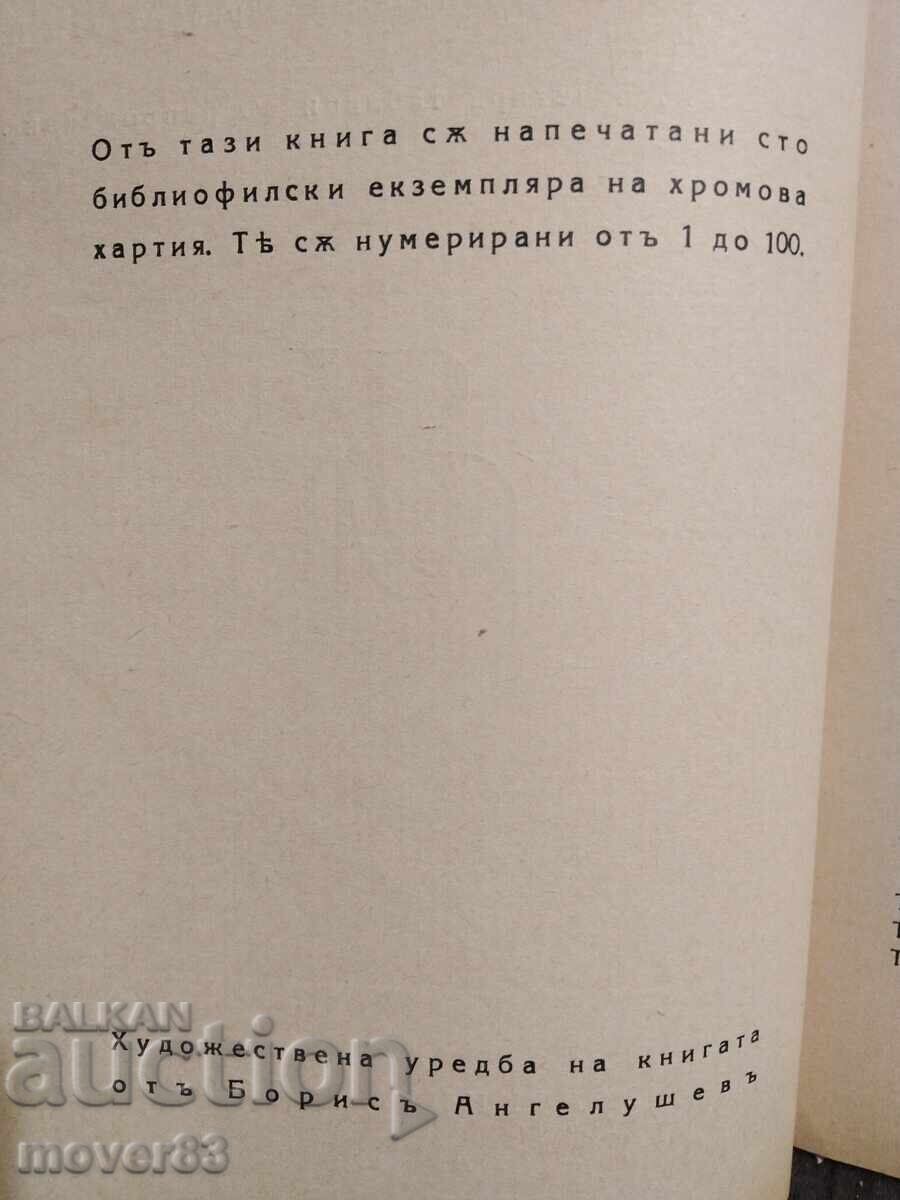 Отъ тази книга сѫ напечатани сто
библиофилски екземпляра на хромова
хартия. Тѣ сѫ нумерирани отъ 1 до 100.
Художествена уредба на книгата
отъ Борисъ Ангелушевъ
BALKAN
auction
mover83